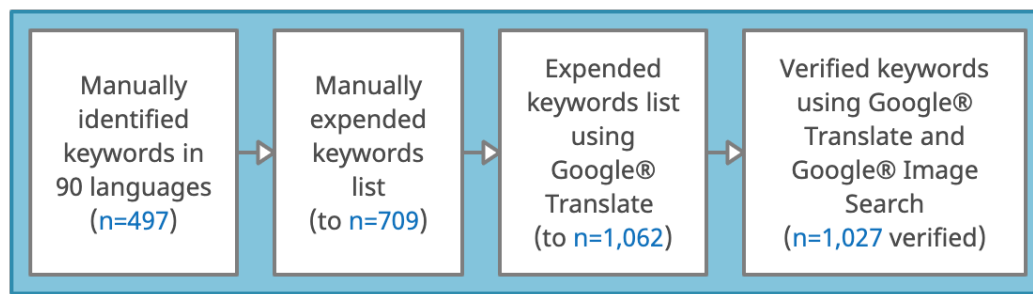 Manually
identified
keywords in
90 languages
(n=497)
Manually
expended
keywords
list
(to n=709)
Expended
keywords list
using
Google®
Translate
(to n=1,062)
Verified keywords
using Google®
Translate and
Google® Image
Search
(n=1,027 verified)